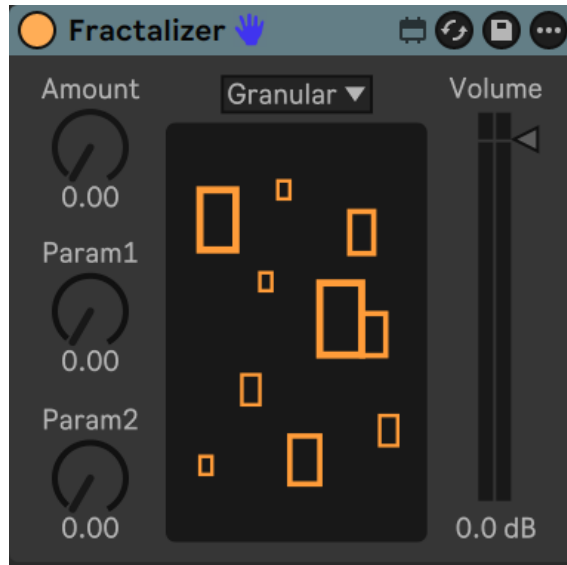 Fractalizer
Amount
Granular
Volume
0.00
Param1
0.00
Param2
0.00
0.0 dB